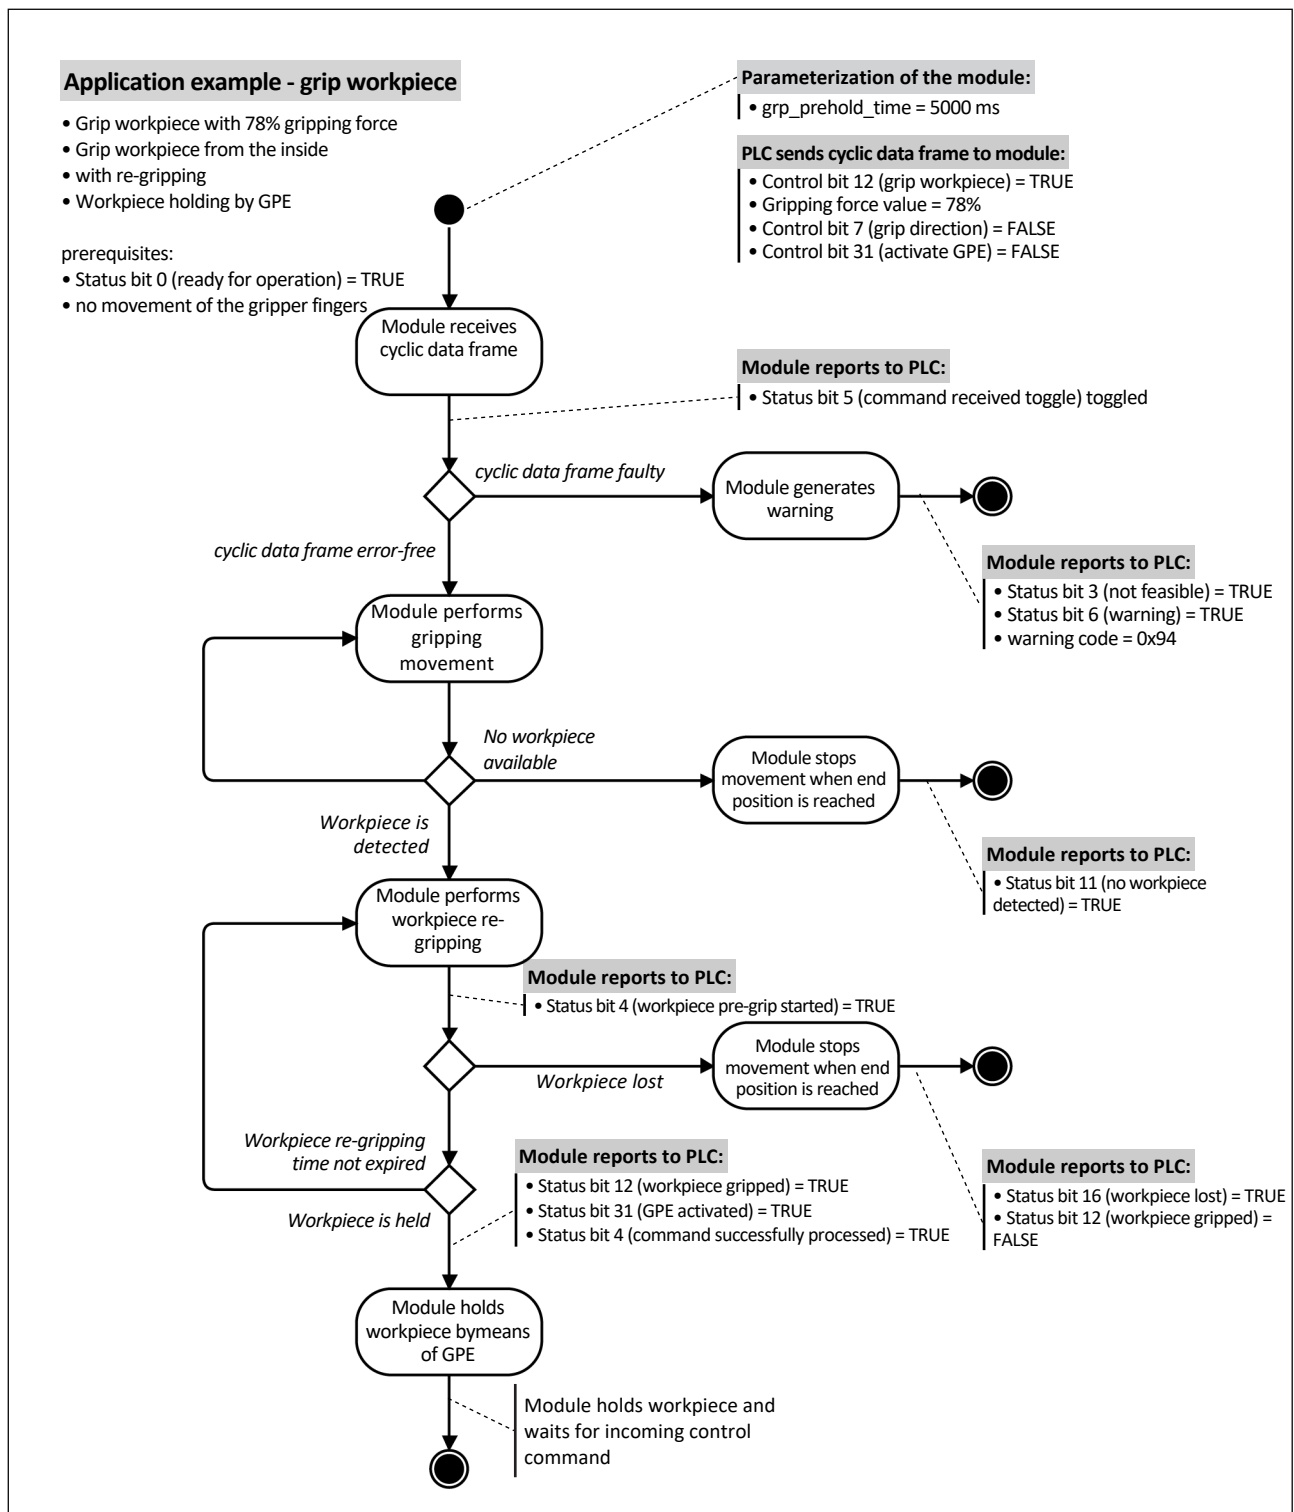 Application example - grip workpiece
• Grip workpiece with 78% gripping force
• Grip workpiece from the inside
• with re-gripping
• Workpiece holding by GPE
prerequisites:
• Status bit 0 (ready for operation) = TRUE
• no movement of the gripper fingers
Parameterization of the module:
• grp_prehold_time = 5000 ms
PLC sends cyclic data frame to module:
• Control bit 12 (grip workpiece) = TRUE
• Gripping force value = 78%
• Control bit 7 (grip direction) = FALSE
• Control bit 31 (activate GPE) = FALSE
Module receives
cyclic data frame
Module reports to PLC:
• Status bit 5 (command received toggle) toggled
cyclic data frame faulty
Module generates
warning
cyclic data frame error-free
Module reports to PLC:
• Status bit 3 (not feasible) = TRUE
• Status bit 6 (warning) = TRUE
• warning code = 0x94
Module performs
gripping
movement
No workpiece
available
Module stops
movement when end
position is reached
Workpiece is
detected
Module reports to PLC:
• Status bit 11 (no workpiece
detected) = TRUE
Module performs
workpiece re-
gripping
Module reports to PLC:
• Status bit 4 (workpiece pre-grip started) = TRUE
Workpiece lost
Module stops
movement when end
position is reached
Workpiece re-gripping
time not expired
Module reports to PLC:
• Status bit 12 (workpiece gripped) = TRUE
• Status bit 31 (GPE activated) = TRUE
• Status bit 4 (command successfully processed) = TRUE
Module reports to PLC:
• Status bit 16 (workpiece lost) = TRUE
• Status bit 12 (workpiece gripped) =
FALSE
Workpiece is held
Module holds
workpiece bymeans
of GPE
Module holds workpiece and
waits for incoming control
command